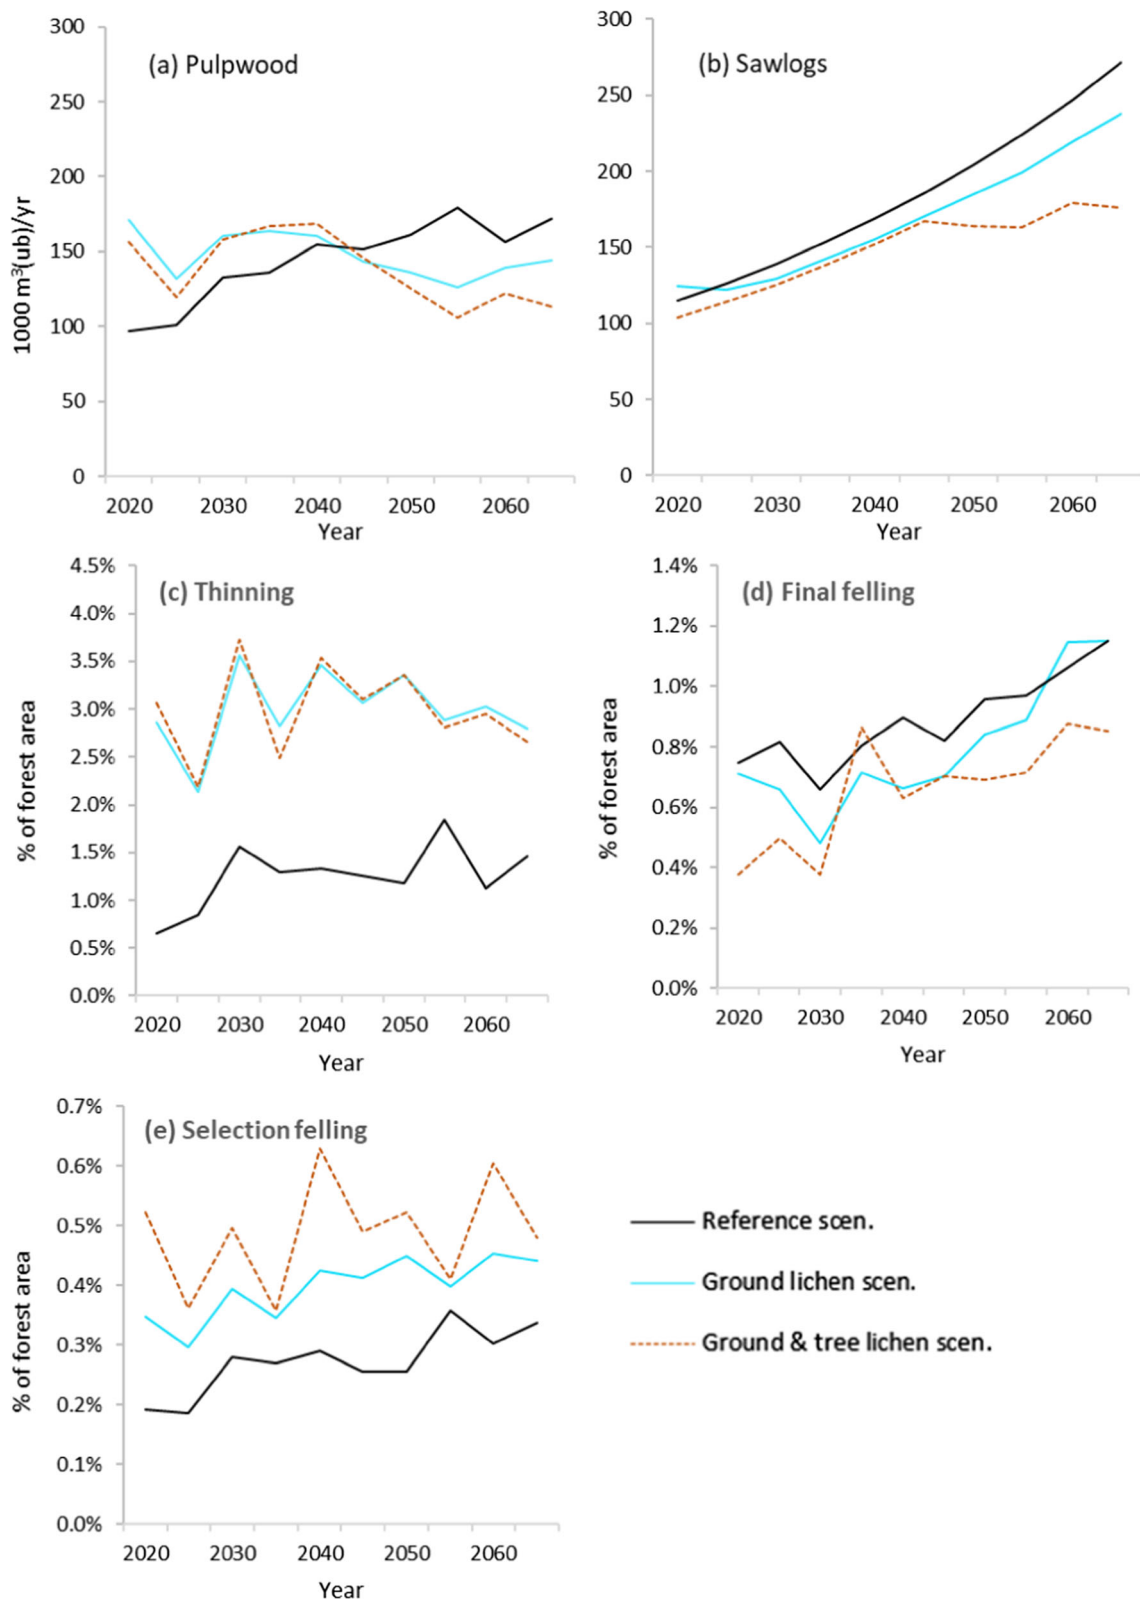 (a) Pulpwood
1000 m³(ub)/yr
300
250
200
150
100
50
0
2020 2030 2040 2050 2060
Year
(b) Sawlogs
300
250
200
150
100
50
0
2020 2030 2040 2050 2060
Year
(c) Thinning
% of forest area
4.5%
4.0%
3.5%
3.0%
2.5%
2.0%
1.5%
1.0%
0.5%
0.0%
2020 2030 2040 2050 2060
Year
(d) Final felling
% of forest area
1.4%
1.2%
1.0%
0.8%
0.6%
0.4%
0.2%
0.0%
2020 2030 2040 2050 2060
Year
(e) Selection felling
% of forest area
0.7%
0.6%
0.5%
0.4%
0.3%
0.2%
0.1%
0.0%
2020 2030 2040 2050 2060
Year
Reference scen.
Ground lichen scen.
Ground & tree lichen scen.